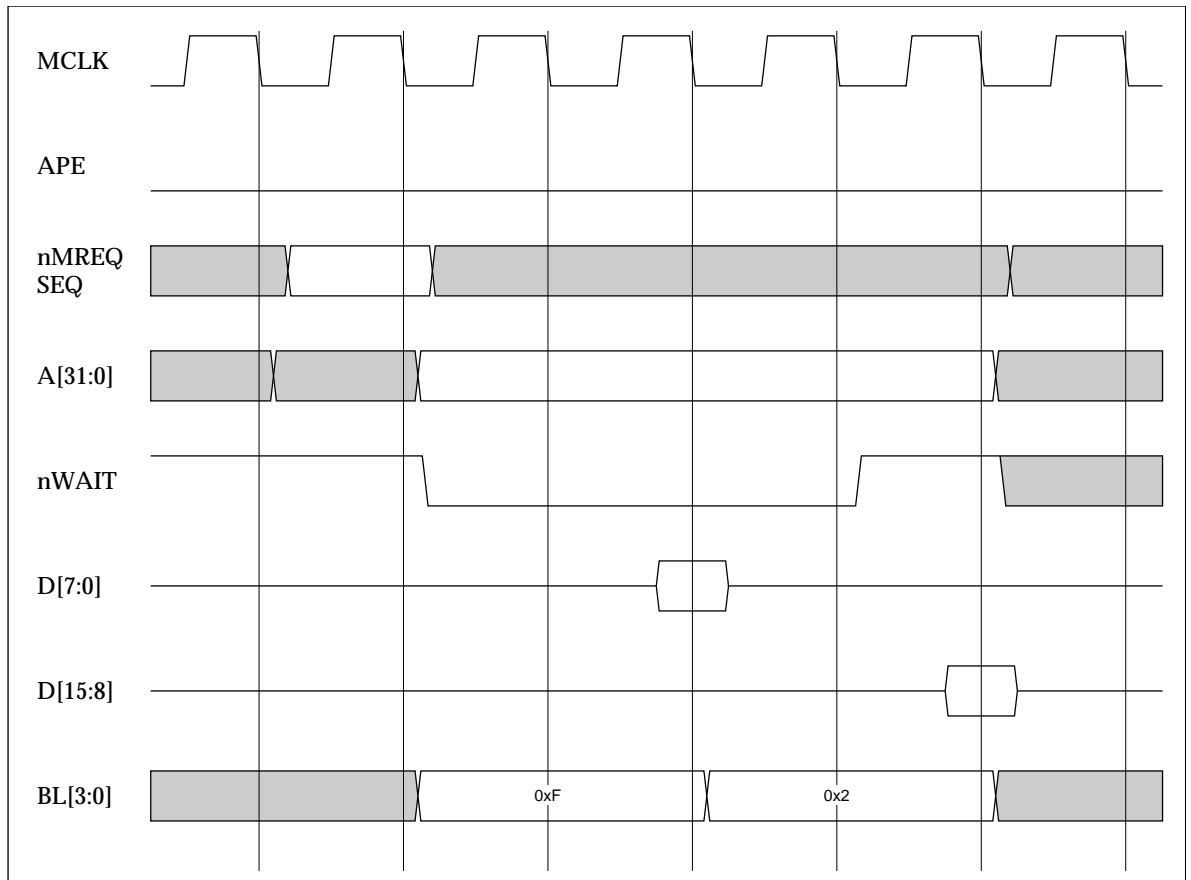 MCLK
APE
nMREQ
SEQ
A[31:0]
nWAIT
D[7:0]
D[15:8]
BL[3:0]
0xF
0x2